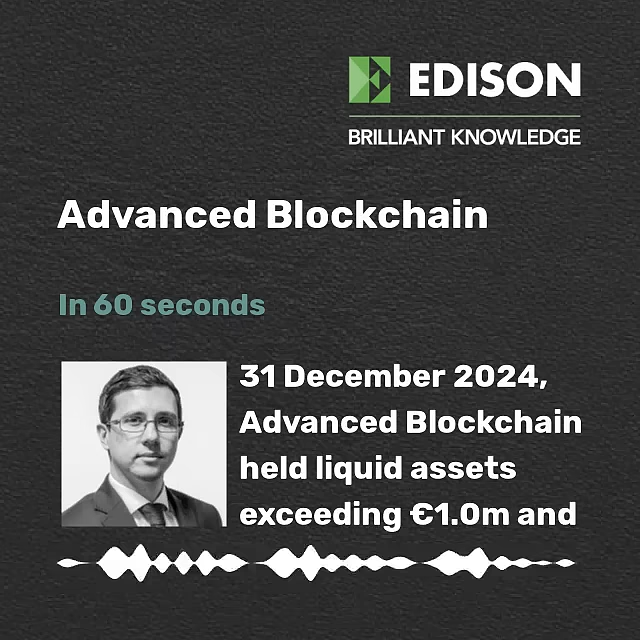 EDISON
BRILLIANT KNOWLEDGE
Advanced Blockchain
In 60 seconds
31 December 2024,
Advanced Blockchain
held liquid assets
exceeding €1.0m and